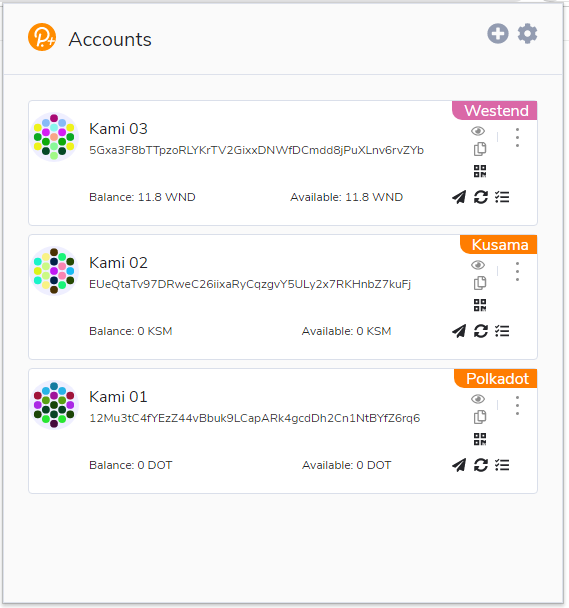 Accounts
Westend
Kami 03
5Gxa3F8bTTpzoRLYKrTV2GixxDNWfDCmdd8jPuXLnv6rvZYb
Balance: 11.8 WND Available: 11.8 WND
Kusama
Kami 02
EUeQtaTv97DRweC26iixaRyCqzgvY5ULy2x7RKHnbZ7kuFj
Balance: 0 KSM Available: 0 KSM
Polkadot
Kami 01
12Mu3tC4fYEzZ44vBbuk9LCapARk4gcdDh2Cn1NtBYfZ6rq6
Balance: 0 DOT Available: 0 DOT